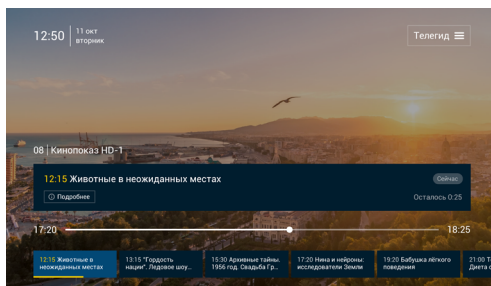 12:50
11 окт
вторник
Телегид
08 | Кинопоказ HD-1
12:15 Животные в неожиданных местах
Сейчас
Подробнее
Осталось 0:25
17:20
18:25
12:15 Животные в
неожиданных местах
13:15 "Гордость
нации". Ледовое шоу...
15:30 Архивные тайны.
1956 год. Свадьба Гр...
17:20 Нина и нейроны:
исследователи Земли
19:20 Бабушка лёгкого
поведения
21:00 Т
Диета с